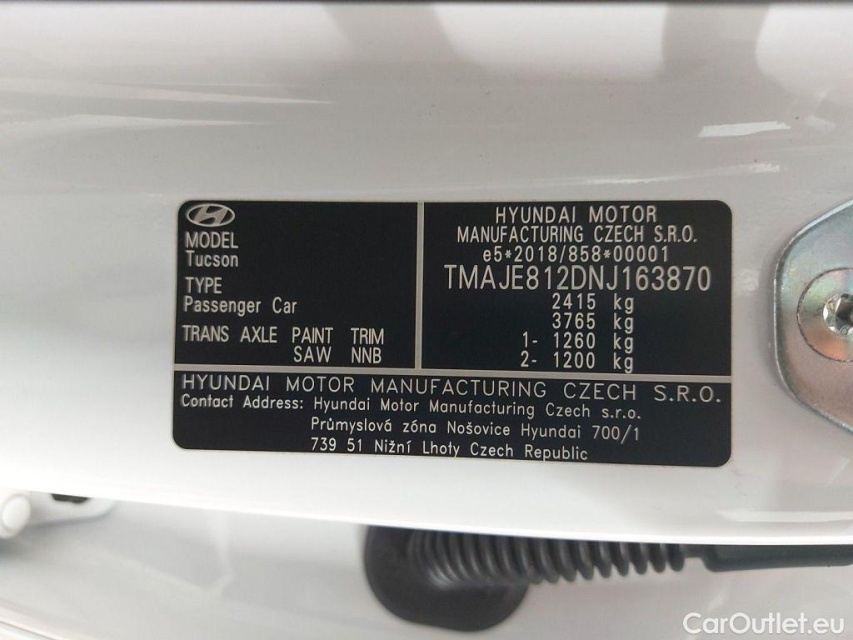 MODEL
Tucson
TYPE
Passenger Car
TRANS AXLE PAINT TRIM
SAW NNB
HYUNDAI MOTOR
MANUFACTURING CZECH S.R.O.
e5*2018/858*00001
TMAJE812DNJ163870
2415 kg
3765 kg
1- 1260 kg
2- 1200 kg
HYUNDAI MOTOR MANUFACTURING CZECH S.R.O.
Contact Address: Hyundai Motor Manufacturing Czech s.r.o.
Průmyslová zóna Nošovice Hyundai 700/1
739 51 Nižní Lhoty Czech Republic
CarOutlet.eu